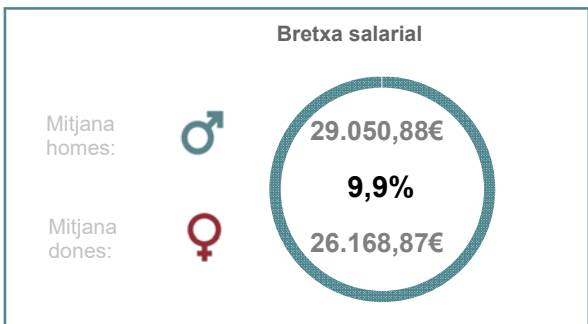 Bretxa salarial
Mitjana
homes:
29.050,88€
9,9%
Mitjana
dones:
26.168,87€